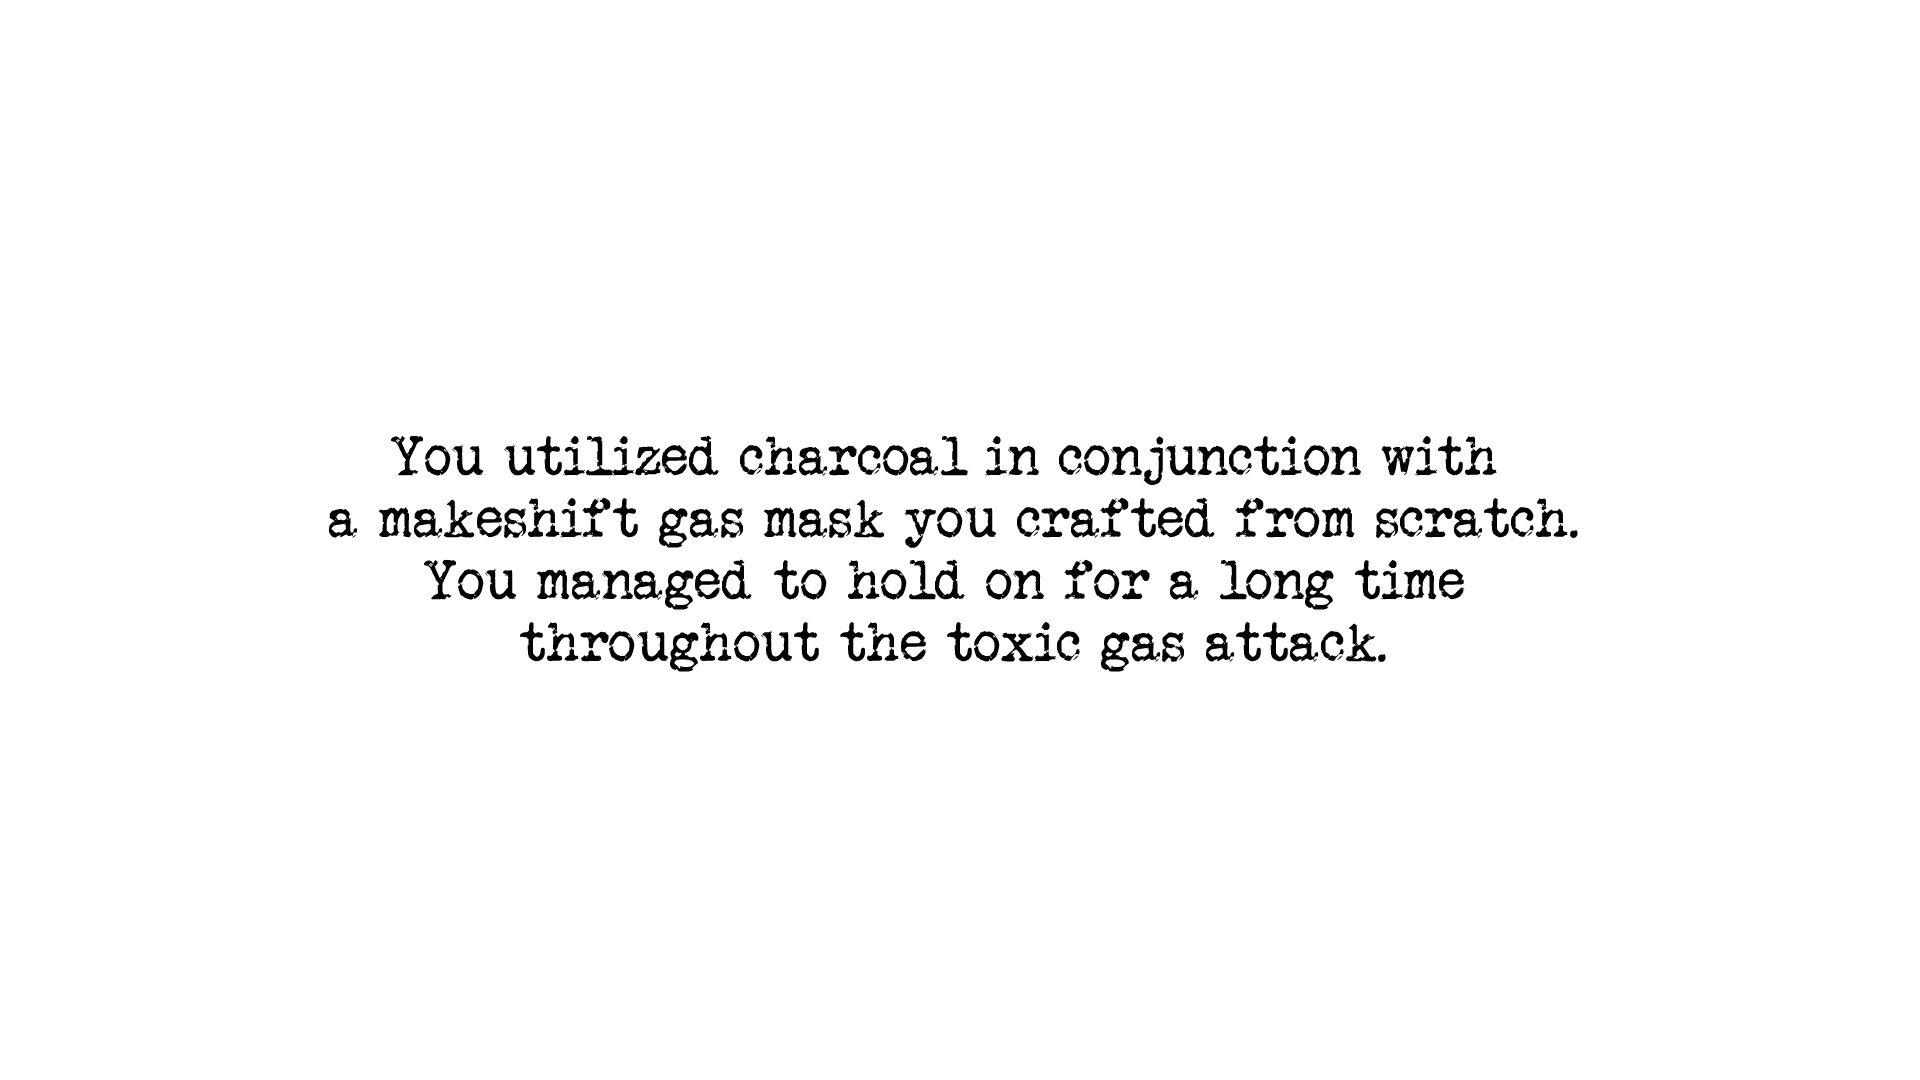 You utilized charcoal in conjunction with
a makeshift gas mask you crafted from scratch.
You managed to hold on for a long time
throughout the toxic gas attack.